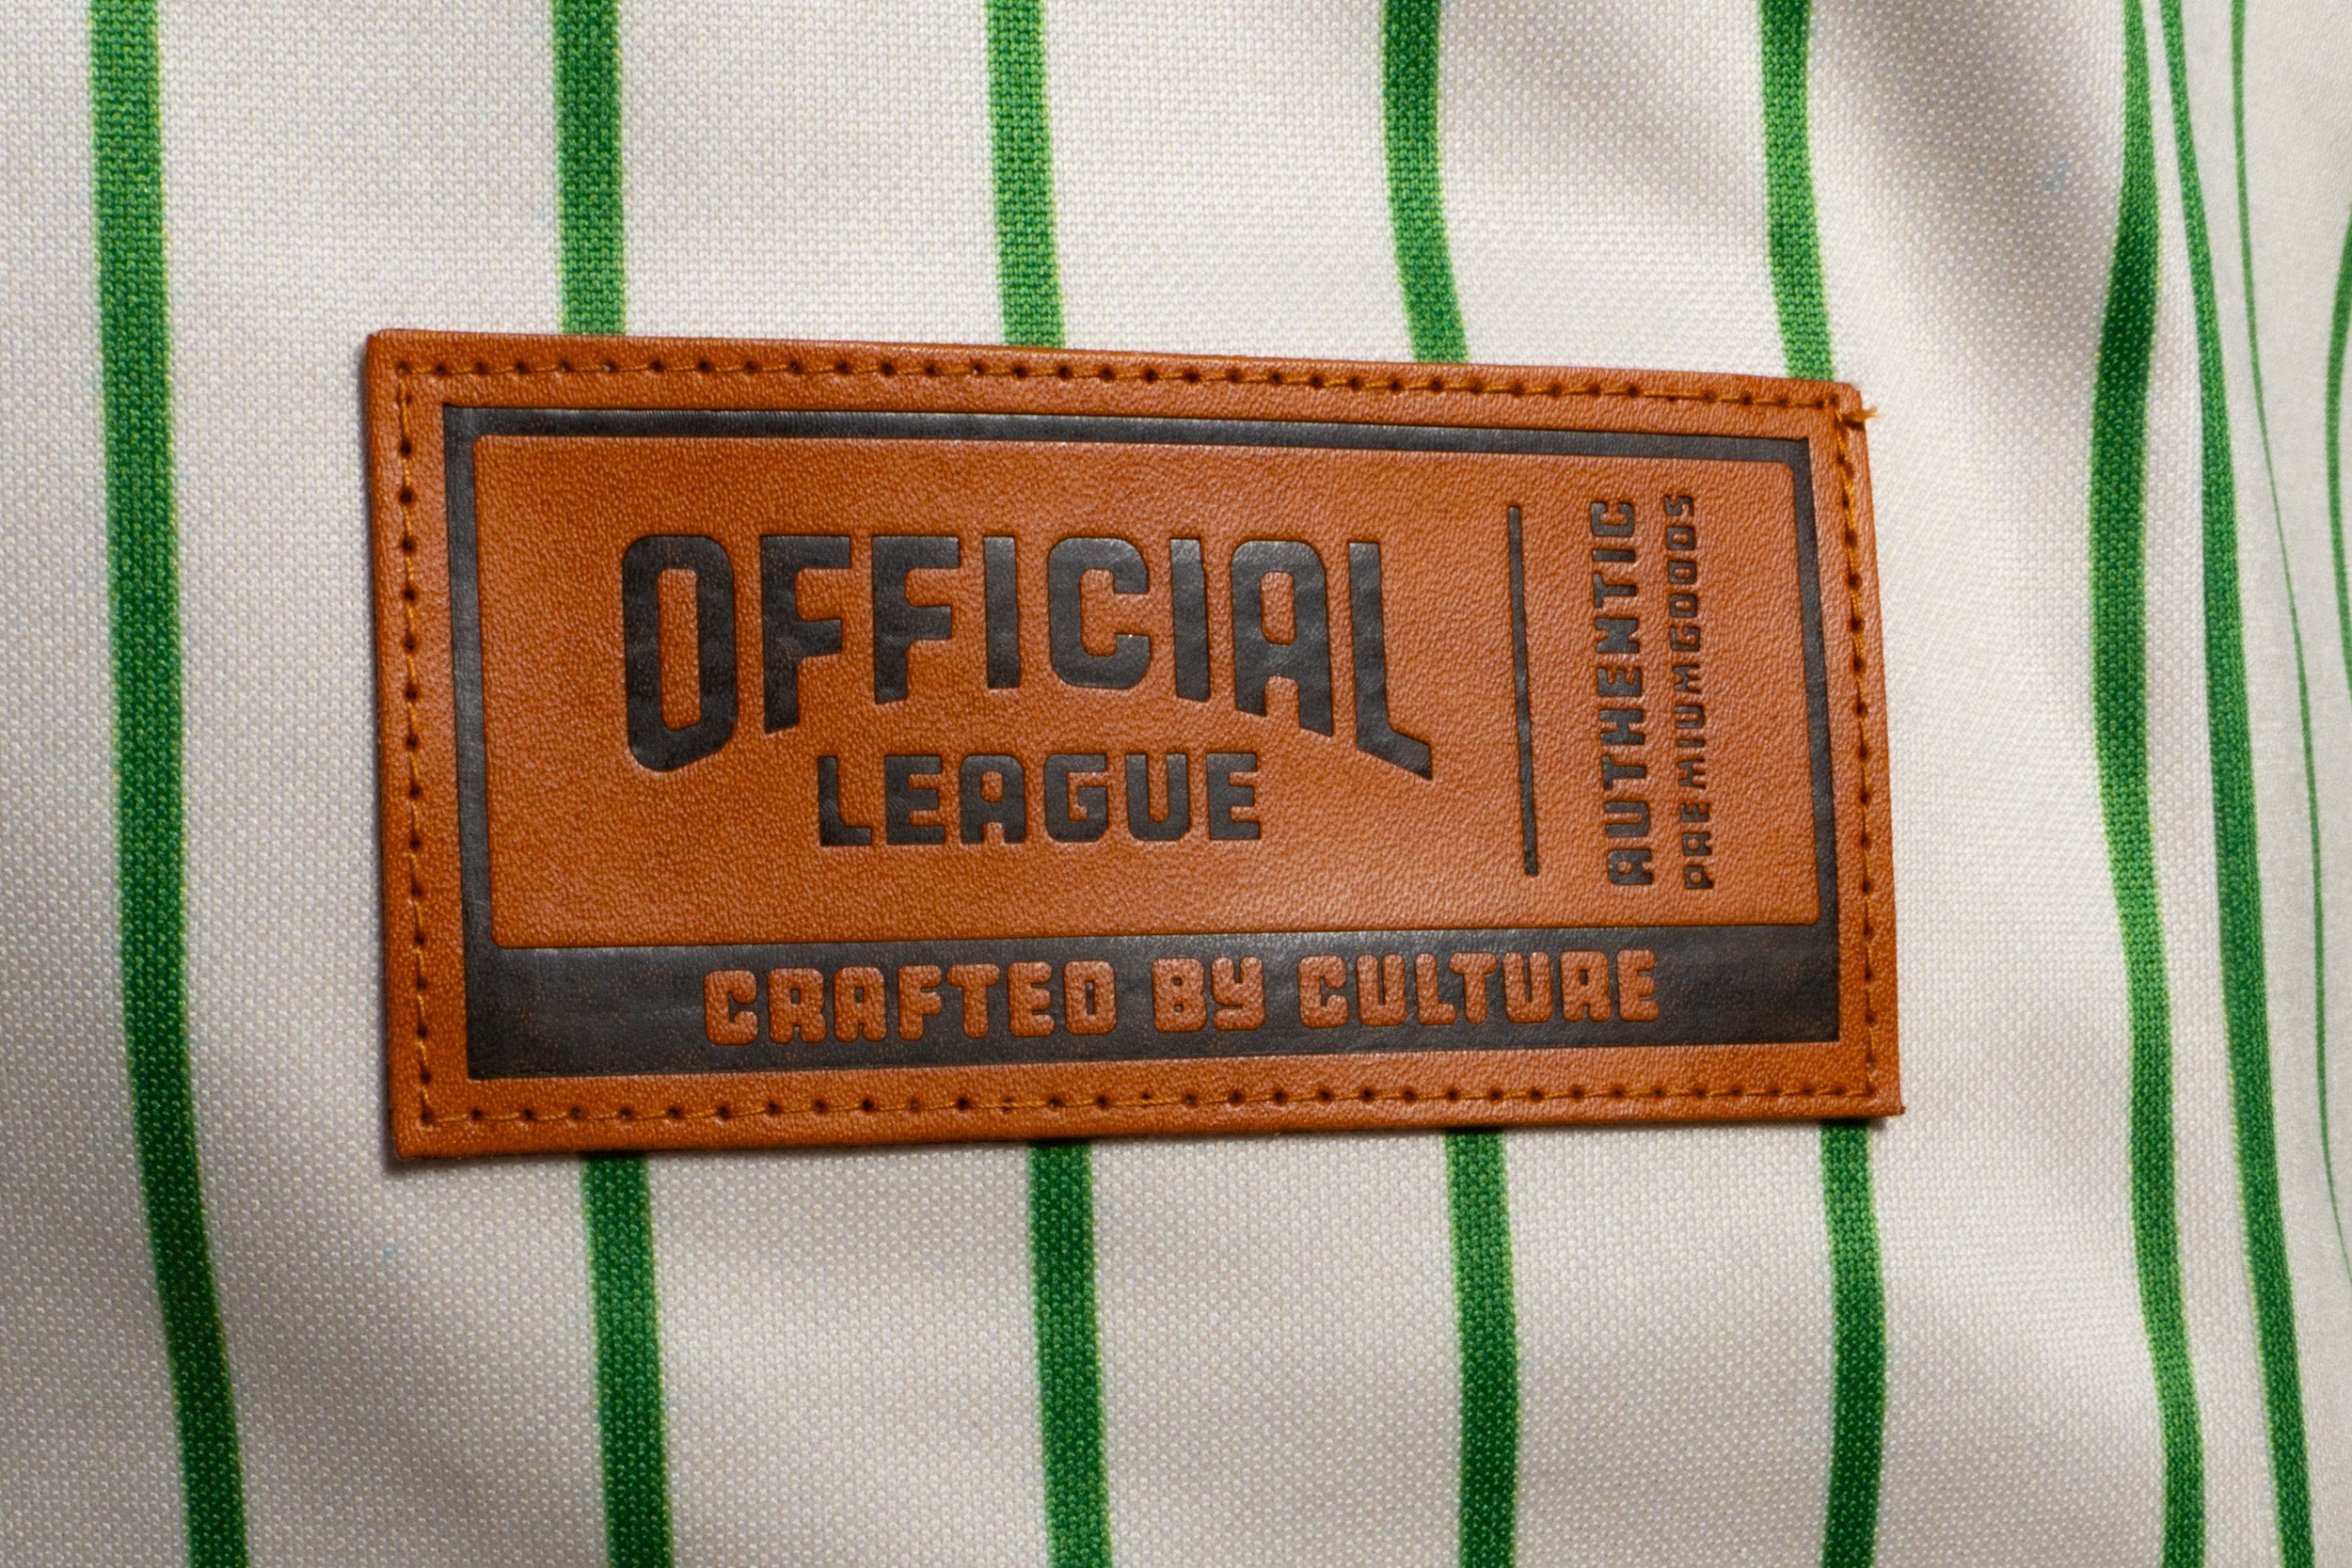 OFFICIAL
LEAGUE
AUTHENTIC
PREMIUMGOODS
CRAFTED BY CULTURE